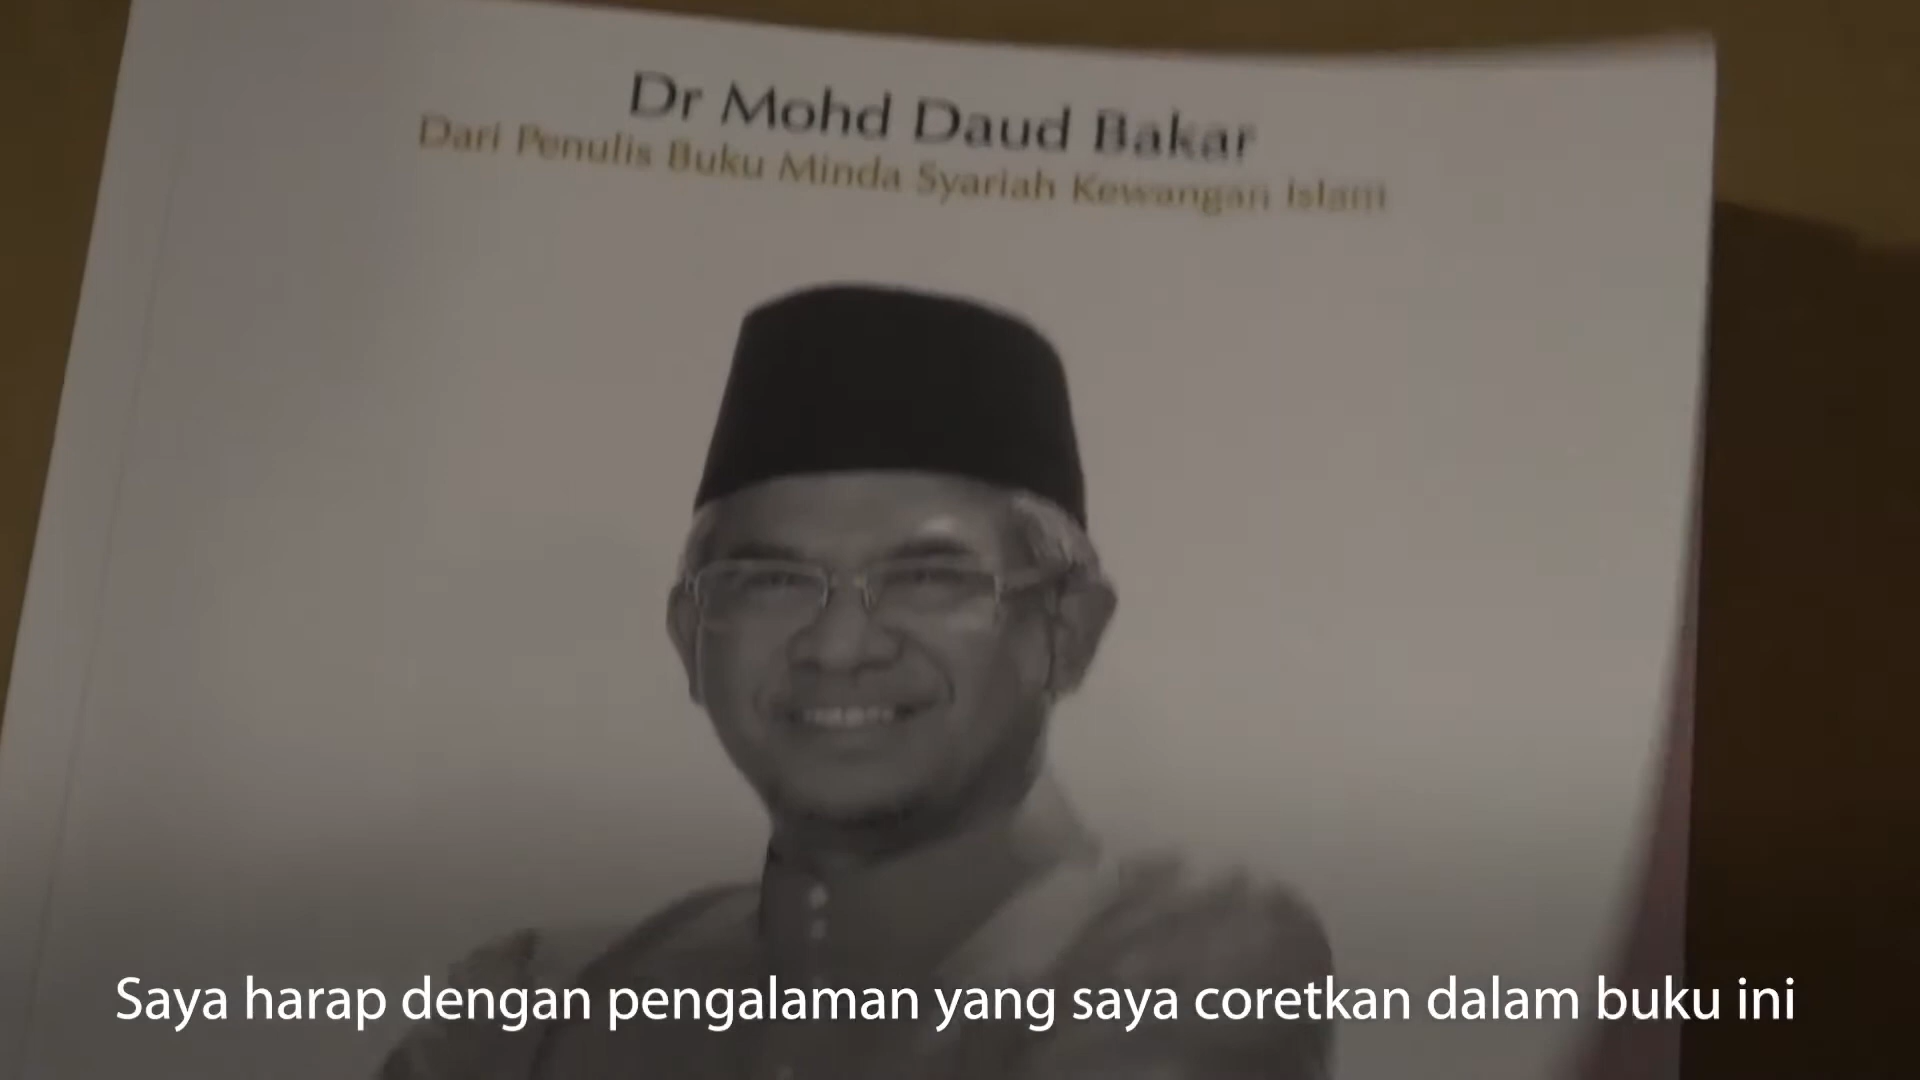 Dr Mohd Daud Bakar
Dari Penulis Buku Minda Syariah Kewangan Islam
Saya harap dengan pengalaman yang saya coretkan dalam buku ini